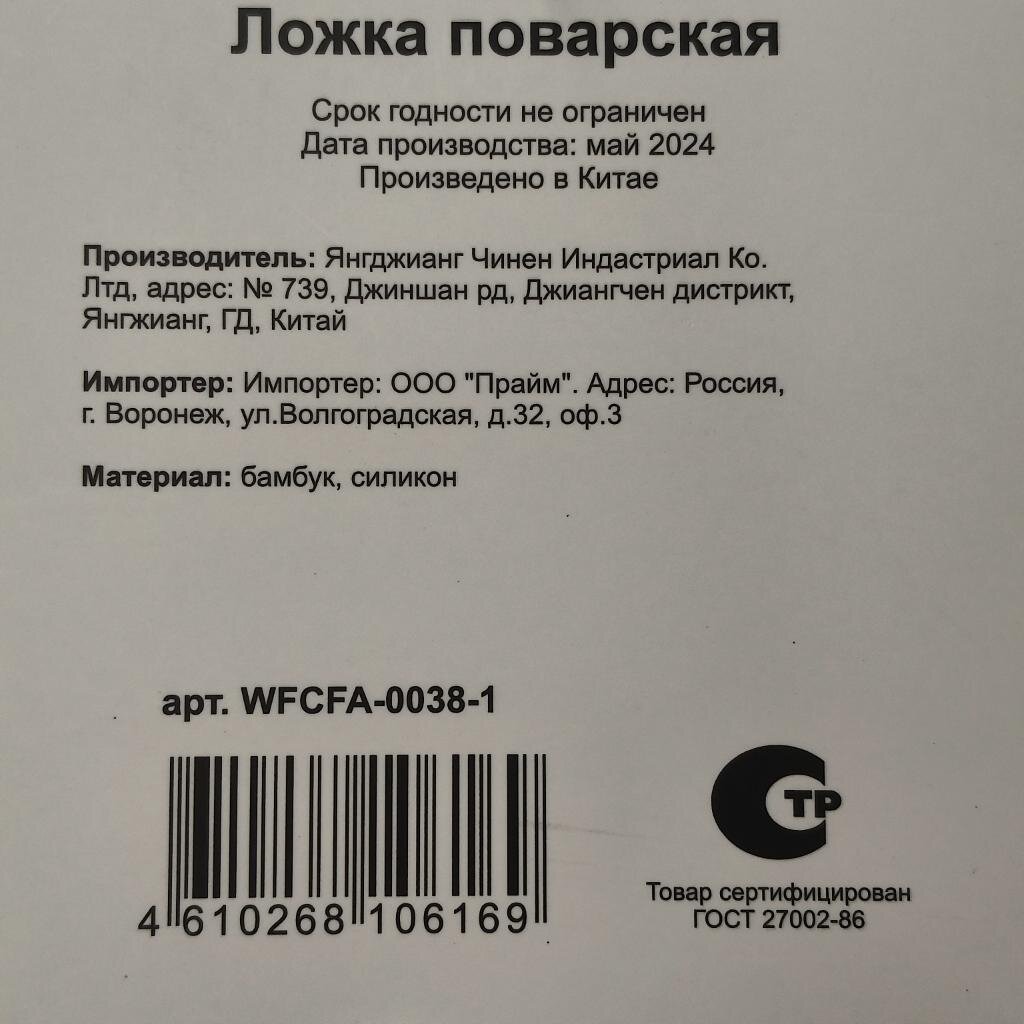 Ложка поварская
Срок годности не ограничен
Дата производства: май 2024
Произведено в Китае
Производитель: Янгджианг Чинен Индастриал Ко.
Лтд, адрес: № 739, Джиншан рд, Джиангчен дистрикт,
Янгжианг, ГД, Китай
Импортер: Импортер: ООО "Прайм". Адрес: Россия,
г. Воронеж, ул.Волгоградская, д.32, оф.3
Материал: бамбук, силикон
арт. WFCFA-0038-1
4 610268 106169
СТР
Товар сертифицирован
ГОСТ 27002-86